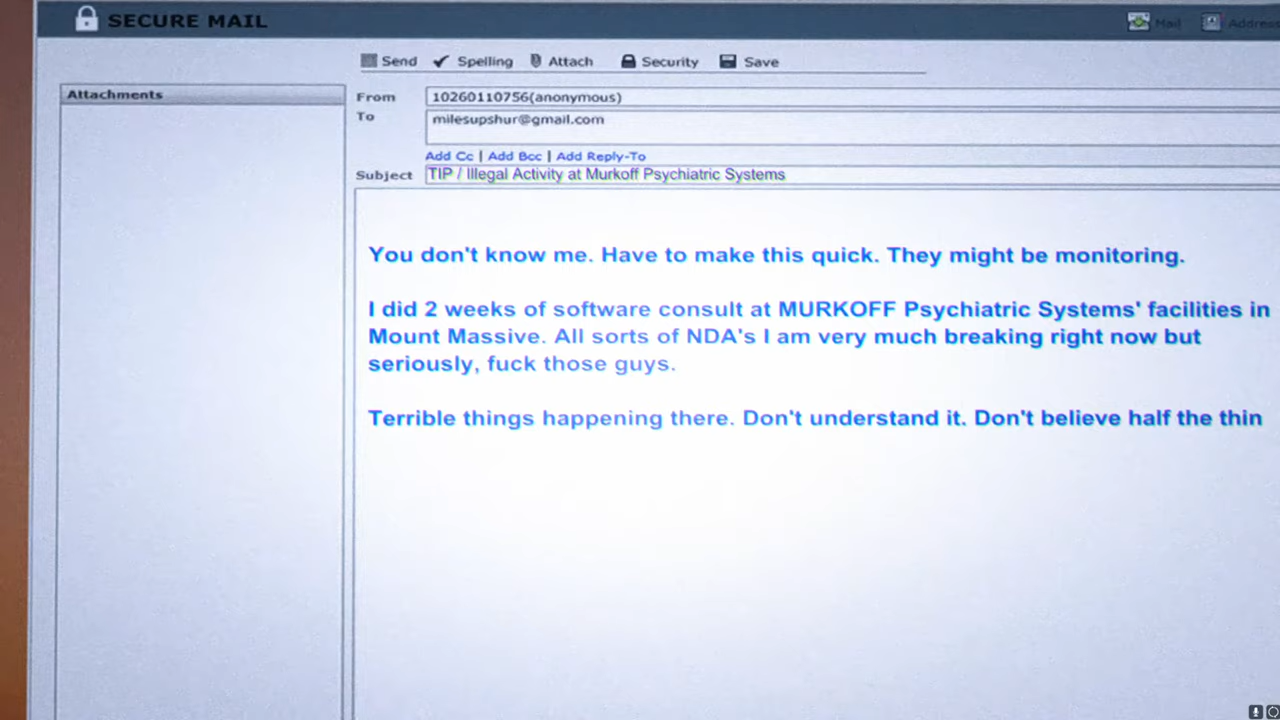 SECURE MAIL
Mail Address
Send Spelling Attach Security Save
Attachments
From 10260110756(anonymous)
To milesupshur@gmail.com
Add Cc | Add Bcc | Add Reply-To
Subject TIP / Illegal Activity at Murkoff Psychiatric Systems
You don't know me. Have to make this quick. They might be monitoring.
I did 2 weeks of software consult at MURKOFF Psychiatric Systems' facilities in
Mount Massive. All sorts of NDA's I am very much breaking right now but
seriously, fuck those guys.
Terrible things happening there. Don't understand it. Don't believe half the thin